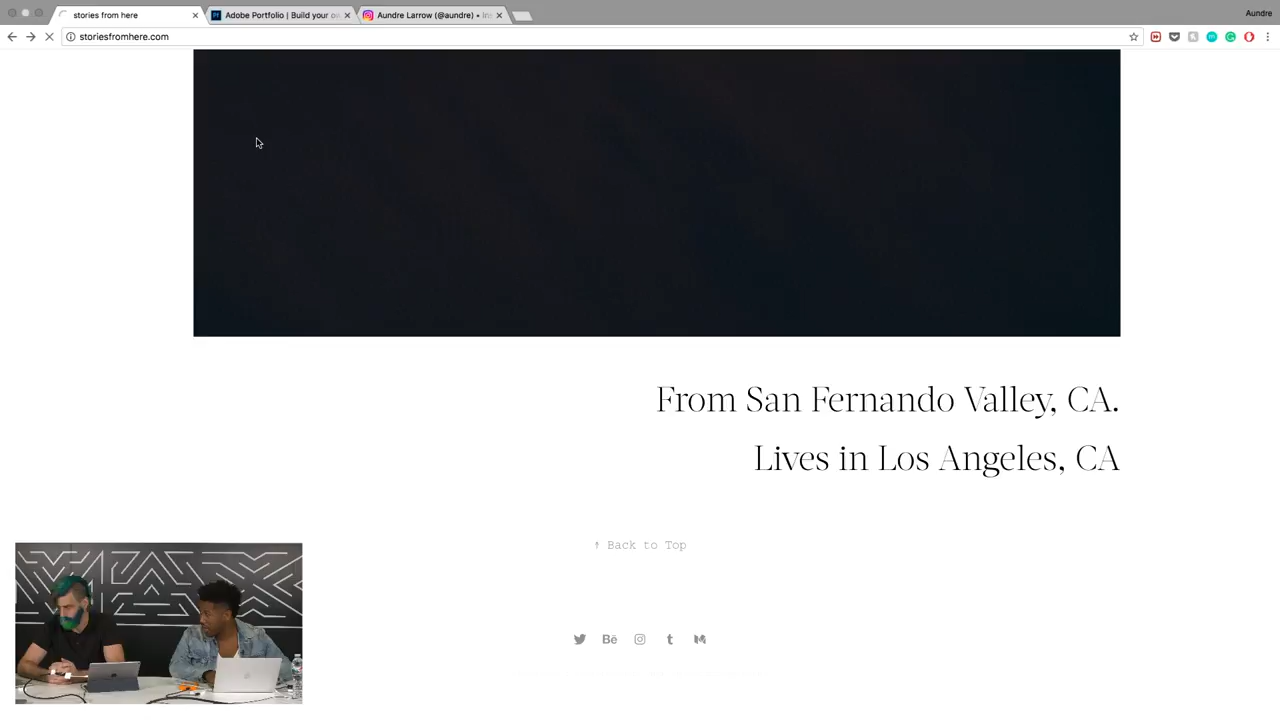 stories from here
Adobe Portfolio | Build your o
Aundre Larrow (@aundre) • Ins
Aundre
storiesfromhere.com
From San Fernando Valley, CA.
Lives in Los Angeles, CA
↑ Back to Top